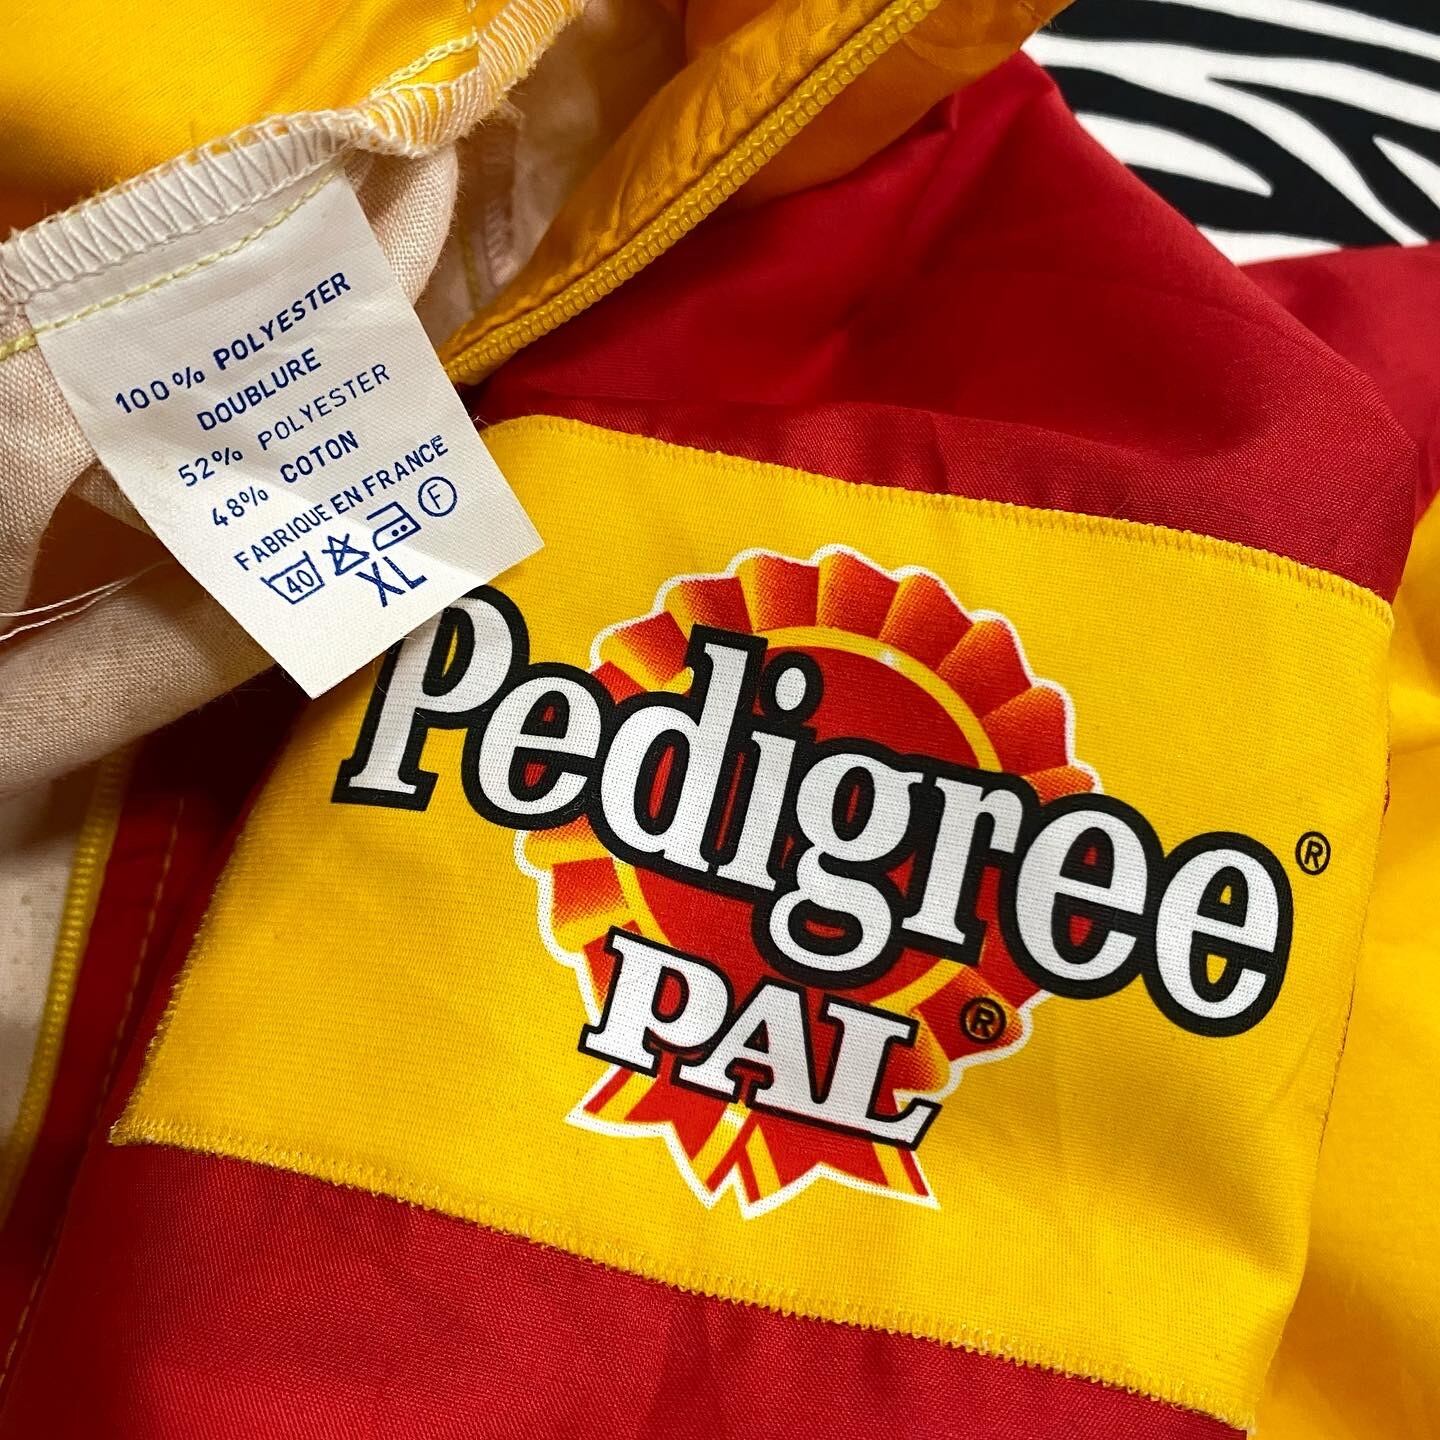 100% POLYESTER
DOUBLURE
52% POLYESTER
48% COTON
FABRIQUE EN FRANCE
40 F
XL
Pedigree®
PAL®